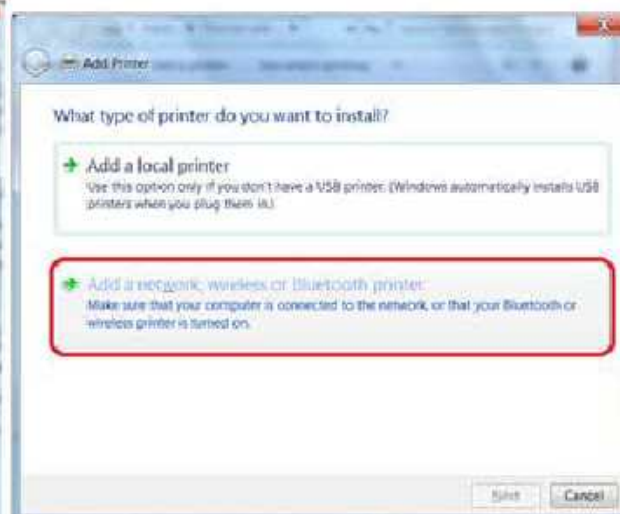 Add Printer
What type of printer do you want to install?
Add a local printer
Use this option only if you don't have a USB printer. (Windows automatically installs USB
printers when you plug them in.)
Add a network, wireless or Bluetooth printer
Make sure that your computer is connected to the network, or that your Bluetooth or
wireless printer is turned on.
Next Cancel